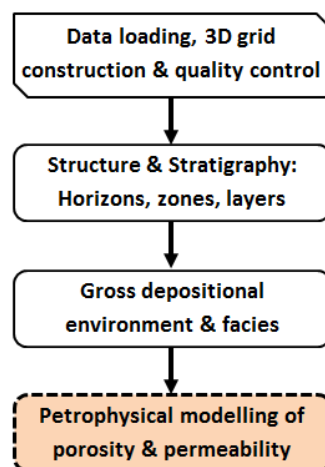 Data loading, 3D grid
construction & quality control
Structure & Stratigraphy:
Horizons, zones, layers
Gross depositional
environment & facies
Petrophysical modelling of
porosity & permeability